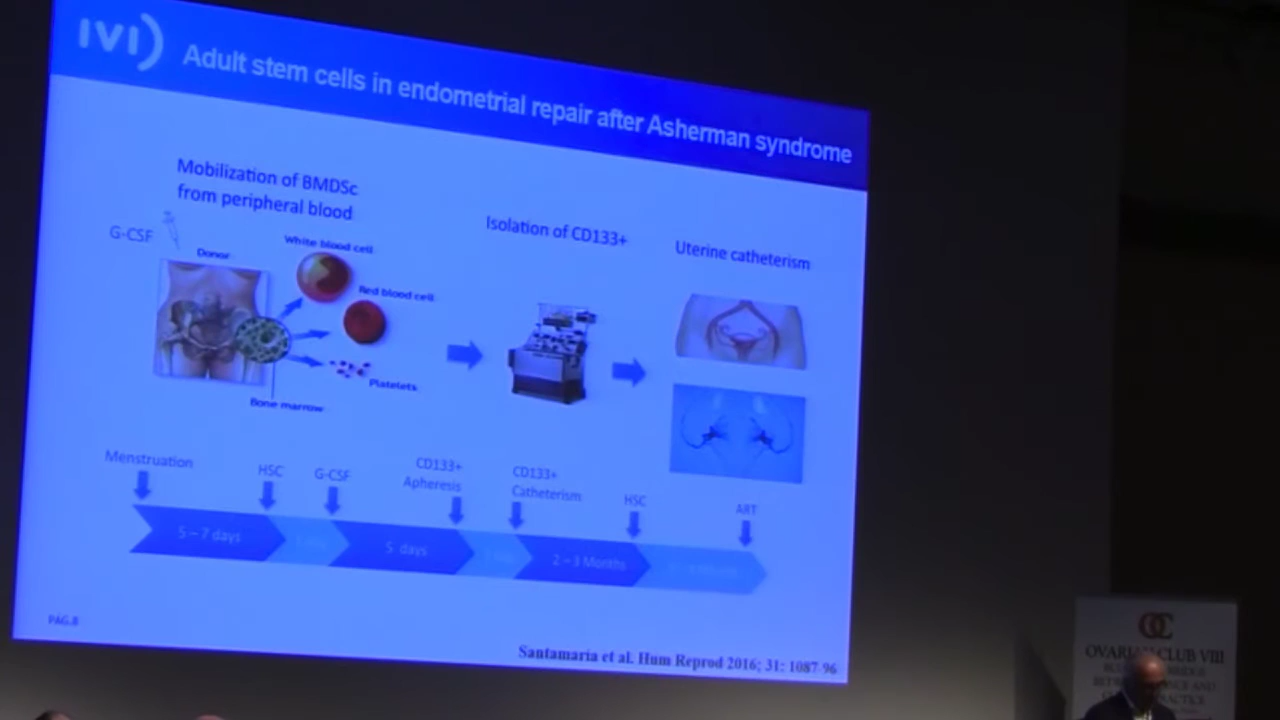 IVI
Adult stem cells in endometrial repair after Asherman syndrome
Mobilization of BMDSc
from peripheral blood
G-CSF
Donor
White blood cell
Red blood cell
Platelets
Bone marrow
Isolation of CD133+
Uterine catheterism
Menstruation
HSC
G-CSF
CD133+
Apheresis
CD133+
Catheterism
HSC
ART
5 – 7 days
5 days
2 – 3 Months
PÁG.8
Santamaria et al. Hum Reprod 2016; 31: 1087-96
OC
OVARIAN CLUB VIII